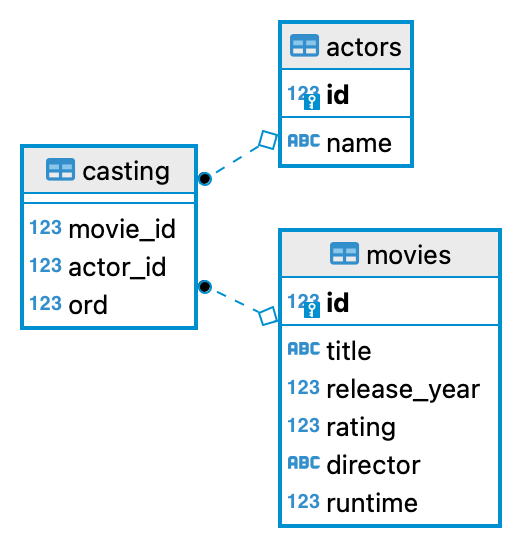 actors
123 id
ABC name
casting
123 movie_id
123 actor_id
123 ord
movies
123 id
ABC title
123 release_year
123 rating
ABC director
123 runtime